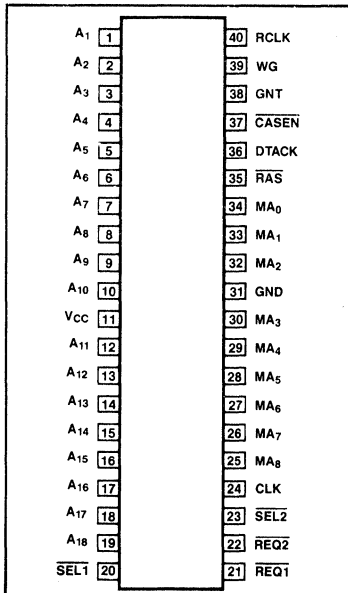 A1 1 40 RCLK
A2 2 39 WG
A3 3 38 GNT
A4 4 37 CASEN
A5 5 36 DTACK
A6 6 35 RAS
A7 7 34 MA0
A8 8 33 MA1
A9 9 32 MA2
A10 10 31 GND
VCC 11 30 MA3
A11 12 29 MA4
A12 13 28 MA5
A13 14 27 MA6
A14 15 26 MA7
A15 16 25 MA8
A16 17 24 CLK
A17 18 23 SEL2
A18 19 22 REQ2
SEL1 20 21 REQ1